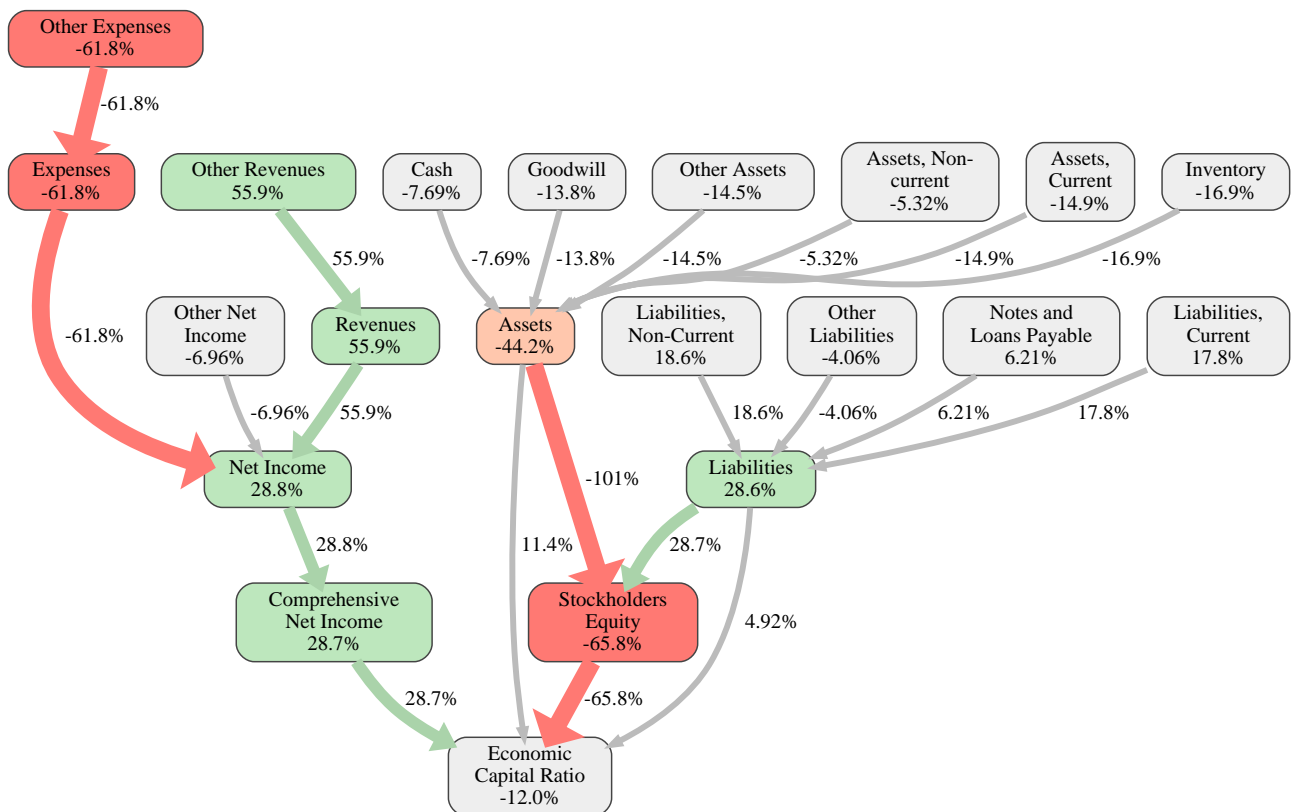 Other Expenses
-61.8%
-61.8%
Expenses
-61.8%
Other Revenues
55.9%
Cash
-7.69%
Goodwill
-13.8%
Other Assets
-14.5%
Assets, Non-
current
-5.32%
Assets,
Current
-14.9%
Inventory
-16.9%
55.9%
-7.69%
-13.8%
-14.5%
-5.32%
-14.9%
-16.9%
-61.8%
Other Net
Income
-6.96%
Revenues
55.9%
Assets
-44.2%
Liabilities,
Non-Current
18.6%
Other
Liabilities
-4.06%
Notes and
Loans Payable
6.21%
Liabilities,
Current
17.8%
-6.96%
55.9%
18.6%
-4.06%
6.21%
17.8%
Net Income
28.8%
-101%
Liabilities
28.6%
28.8%
11.4%
28.7%
Comprehensive
Net Income
28.7%
Stockholders
Equity
-65.8%
4.92%
28.7%
-65.8%
Economic
Capital Ratio
-12.0%